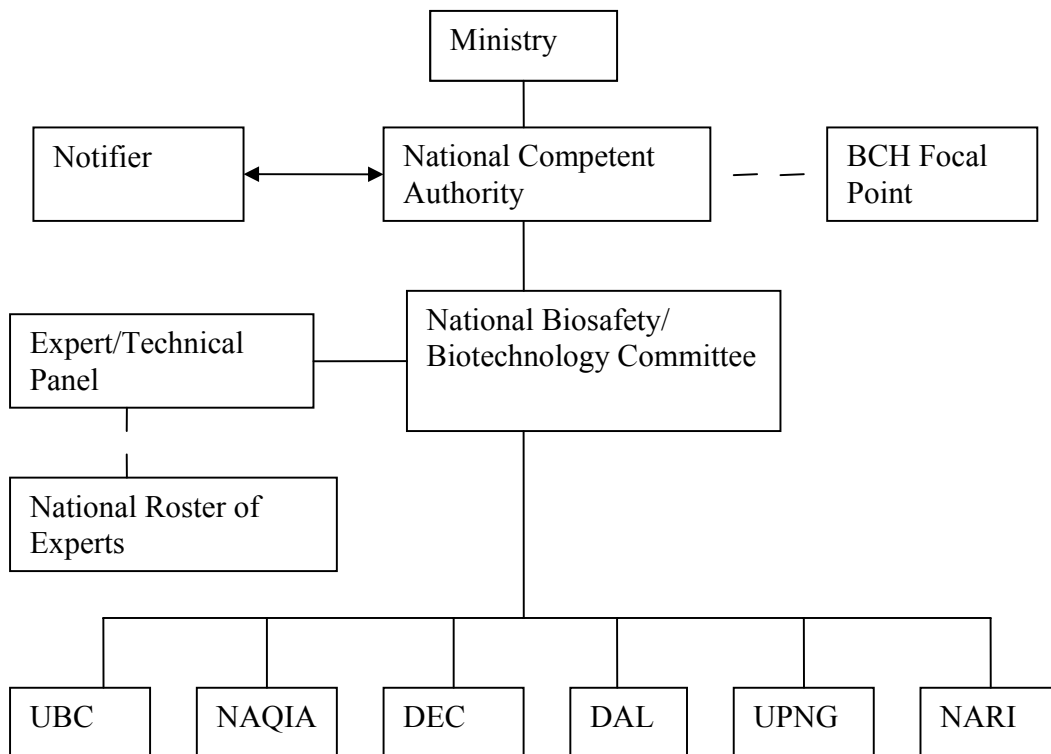 Ministry
Notifier
National Competent
Authority
BCH Focal
Point
National Biosafety/
Biotechnology Committee
Expert/Technical
Panel
National Roster of
Experts
UBC
NAQIA
DEC
DAL
UPNG
NARI